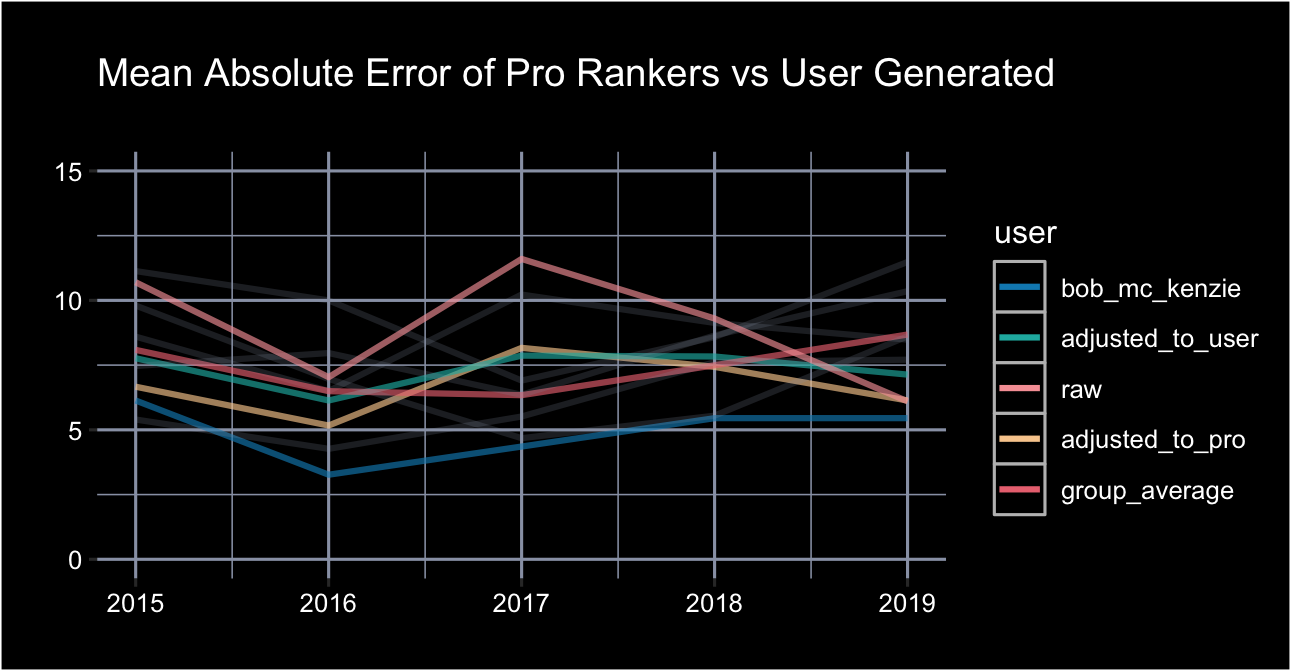 Mean Absolute Error of Pro Rankers vs User Generated
15
10
5
0
2015 2016 2017 2018 2019
user
bob_mc_kenzie
adjusted_to_user
raw
adjusted_to_pro
group_average